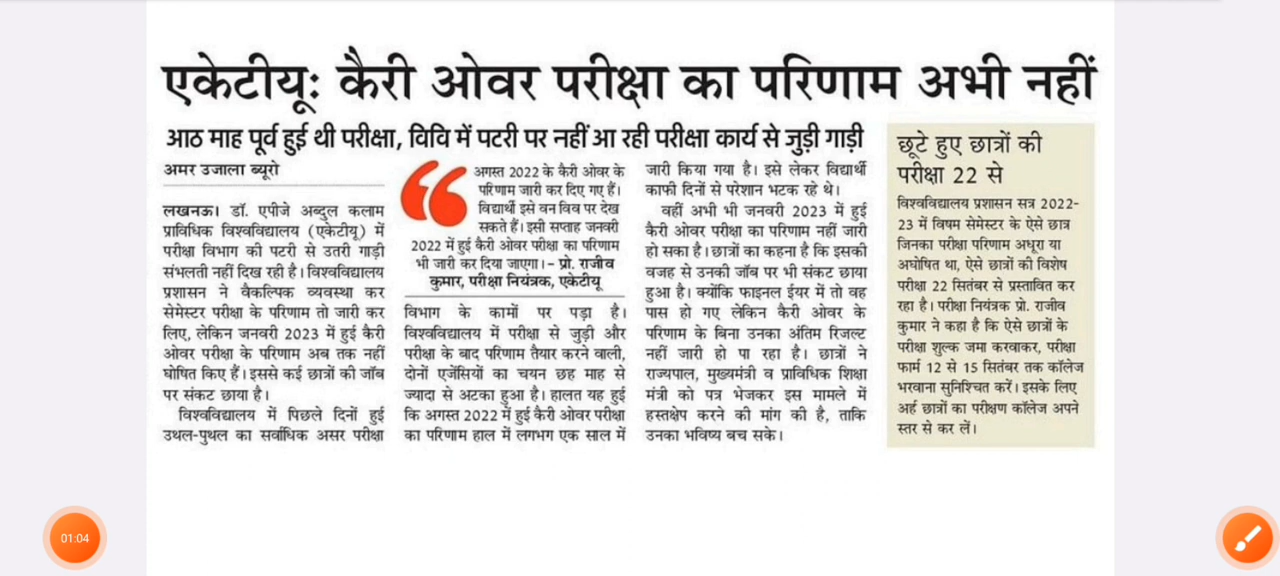 एकेटीयू: कैरी ओवर परीक्षा का परिणाम अभी नहीं
आठ माह पूर्व हुई थी परीक्षा, विवि में पटरी पर नहीं आ रही परीक्षा कार्य से जुड़ी गाड़ी
अमर उजाला ब्यूरो
लखनऊ। डॉ. एपीजे अब्दुल कलाम
प्राविधिक विश्वविद्यालय (एकेटीयू) में
परीक्षा विभाग की पटरी से उतरी गाड़ी
संभलती नहीं दिख रही है। विश्वविद्यालय
प्रशासन ने वैकल्पिक व्यवस्था कर
सेमेस्टर परीक्षा के परिणाम तो जारी कर
लिए, लेकिन जनवरी 2023 में हुई कैरी
ओवर परीक्षा के परिणाम अब तक नहीं
घोषित किए हैं। इससे कई छात्रों की जॉब
पर संकट छाया है।
विश्वविद्यालय में पिछले दिनों हुई
उथल-पुथल का सर्वाधिक असर परीक्षा
अगस्त 2022 के कैरी ओवर के
परिणाम जारी कर दिए गए हैं।
विद्यार्थी इसे वन विव पर देख
सकते हैं। इसी सप्ताह जनवरी
2022 में हुई कैरी ओवर परीक्षा का परिणाम
भी जारी कर दिया जाएगा।- प्रो. राजीव
कुमार, परीक्षा नियंत्रक, एकेटीयू
विभाग के कामों पर पड़ा है।
विश्वविद्यालय में परीक्षा से जुड़ी और
परीक्षा के बाद परिणाम तैयार करने वाली,
दोनों एजेंसियों का चयन छह माह से
ज्यादा से अटका हुआ है। हालत यह हुई
कि अगस्त 2022 में हुई कैरी ओवर परीक्षा
का परिणाम हाल में लगभग एक साल में
जारी किया गया है। इसे लेकर विद्यार्थी
काफी दिनों से परेशान भटक रहे थे।
वहीं अभी भी जनवरी 2023 में हुई
कैरी ओवर परीक्षा का परिणाम नहीं जारी
हो सका है। छात्रों का कहना है कि इसकी
वजह से उनकी जॉब पर भी संकट छाया
हुआ है। क्योंकि फाइनल ईयर में तो वह
पास हो गए लेकिन कैरी ओवर के
परिणाम के बिना उनका अंतिम रिजल्ट
नहीं जारी हो पा रहा है। छात्रों ने
राज्यपाल, मुख्यमंत्री व प्राविधिक शिक्षा
मंत्री को पत्र भेजकर इस मामले में
हस्तक्षेप करने की मांग की है, ताकि
उनका भविष्य बच सके।
छूटे हुए छात्रों की
परीक्षा 22 से
विश्वविद्यालय प्रशासन सत्र 2022-
23 में विषम सेमेस्टर के ऐसे छात्र
जिनका परीक्षा परिणाम अधूरा या
अघोषित था, ऐसे छात्रों की विशेष
परीक्षा 22 सितंबर से प्रस्तावित कर
रहा है। परीक्षा नियंत्रक प्रो. राजीव
कुमार ने कहा है कि ऐसे छात्रों के
परीक्षा शुल्क जमा करवाकर, परीक्षा
फार्म 12 से 15 सितंबर तक कॉलेज
भरवाना सुनिश्चित करें। इसके लिए
अर्ह छात्रों का परीक्षण कॉलेज अपने
स्तर से कर लें।
01:04